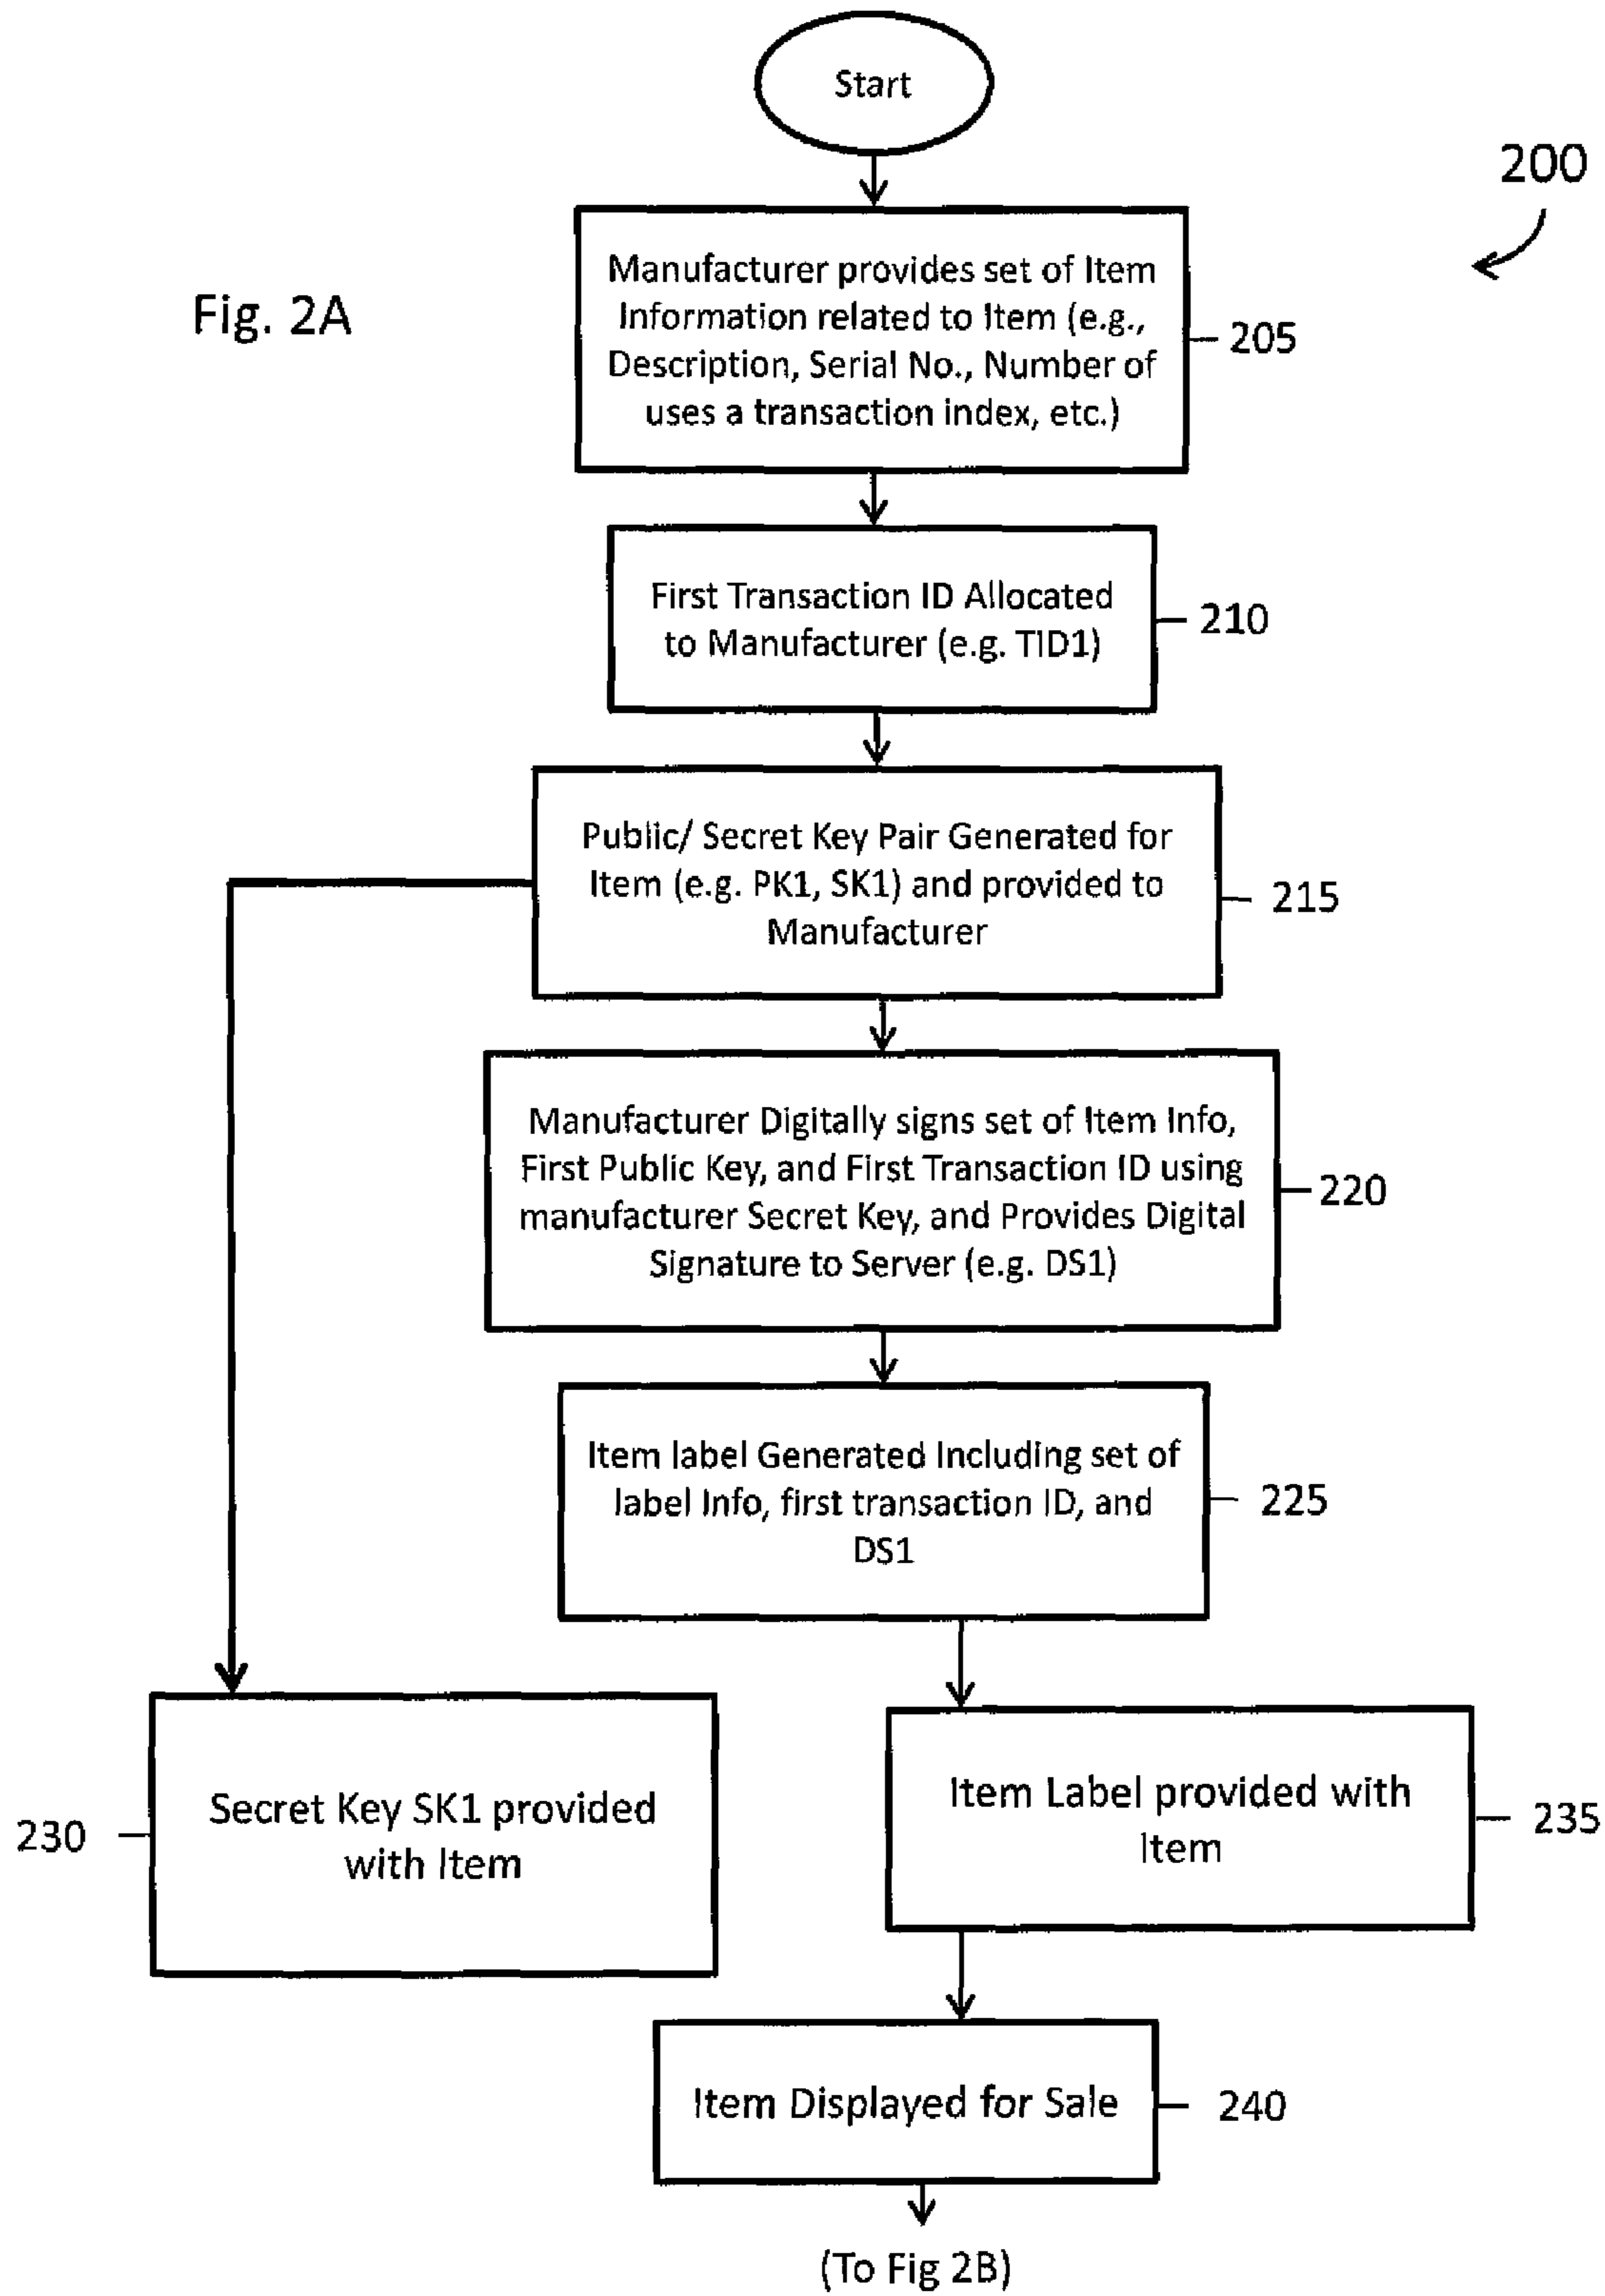 Start
200
Fig. 2A
Manufacturer provides set of Item
Information related to Item (e.g.,
Description, Serial No., Number of
uses a transaction index, etc.)
205
First Transaction ID Allocated
to Manufacturer (e.g. TID1)
210
Public/ Secret Key Pair Generated for
Item (e.g. PK1, SK1) and provided to
Manufacturer
215
Manufacturer Digitally signs set of Item Info,
First Public Key, and First Transaction ID using
manufacturer Secret Key, and Provides Digital
Signature to Server (e.g. DS1)
220
Item label Generated Including set of
label Info, first transaction ID, and
DS1
225
Secret Key SK1 provided
with Item
230
Item Label provided with
Item
235
Item Displayed for Sale
240
(To Fig 2B)